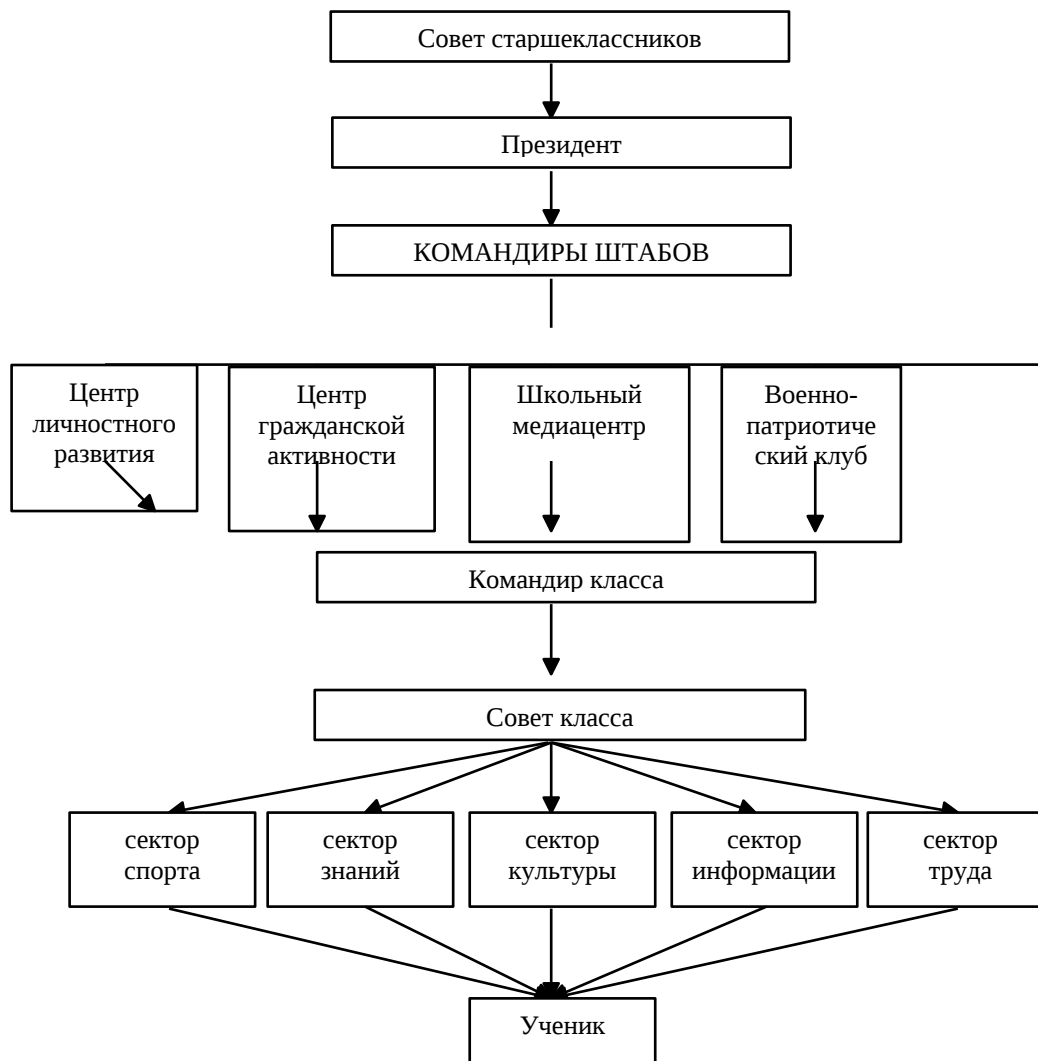 Совет старшеклассников
Президент
КОМАНДИРЫ ШТАБОВ
Центр
личностного
развития
Центр
гражданской
активности
Школьный
медиацентр
Военно-
патриотиче
ский клуб
Командир класса
Совет класса
сектор
спорта
сектор
знаний
сектор
культуры
сектор
информации
сектор
труда
Ученик